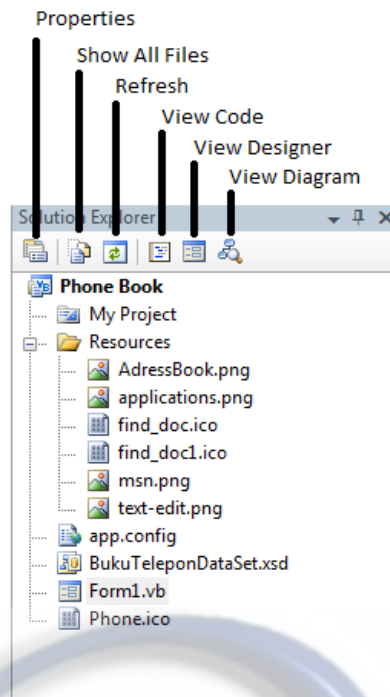 Properties
Show All Files
Refresh
View Code
View Designer
View Diagram
Solution Explorer
Phone Book
My Project
Resources
AdressBook.png
applications.png
find_doc.ico
find_doc1.ico
msn.png
text-edit.png
app.config
BukuTeleponDataSet.xsd
Form1.vb
Phone.ico